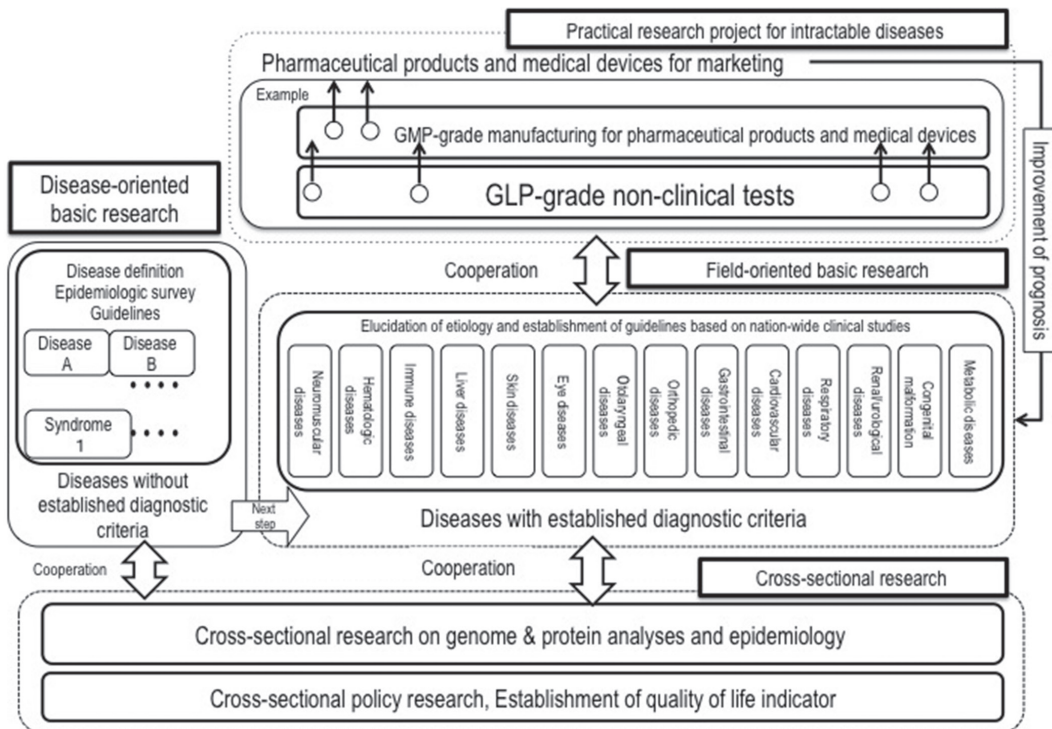 Practical research project for intractable diseases
Pharmaceutical products and medical devices for marketing
Example
GMP-grade manufacturing for pharmaceutical products and medical devices
GLP-grade non-clinical tests
Improvement of prognosis
Disease-oriented
basic research
Disease definition
Epidemiologic survey
Guidelines
Disease
A
Disease
B
Syndrome
1
Diseases without
established diagnostic
criteria
Next
step
Cooperation
Field-oriented basic research
Elucidation of etiology and establishment of guidelines based on nation-wide clinical studies
Neuromuscular
diseases
Hematologic
diseases
Immune diseases
Liver diseases
Skin diseases
Eye diseases
Otolaryngeal
diseases
Orthopedic
diseases
Gastrointestinal
diseases
Cardiovascular
diseases
Respiratory
diseases
Renal/urological
diseases
Congenital
malformation
Metabolic diseases
Diseases with established diagnostic criteria
Cooperation
Cooperation
Cross-sectional research
Cross-sectional research on genome & protein analyses and epidemiology
Cross-sectional policy research, Establishment of quality of life indicator